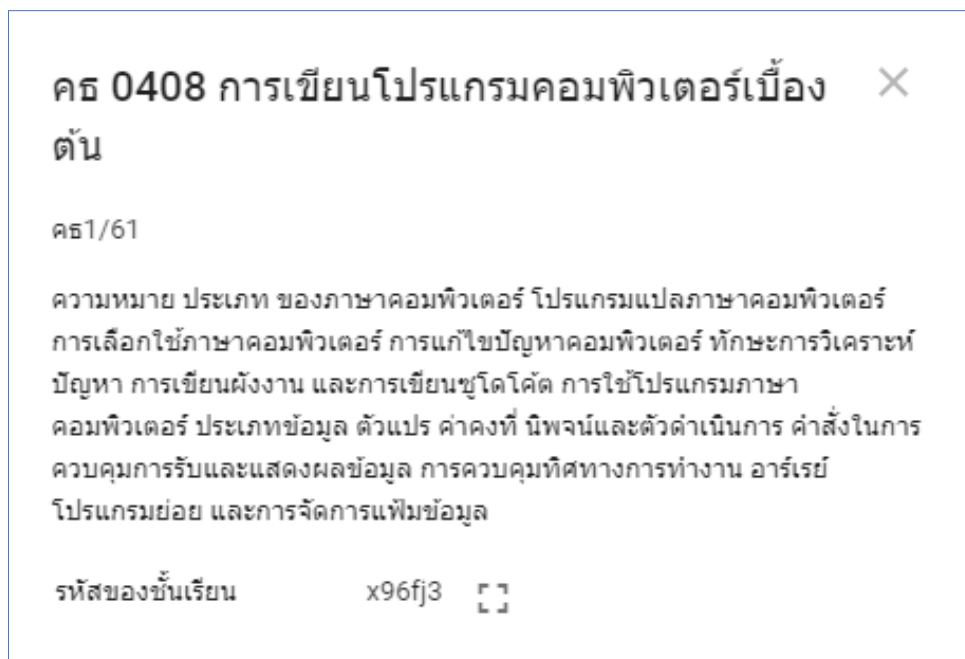 คธ 0408 การเขียนโปรแกรมคอมพิวเตอร์เบื้อง
ต้น
คธ1/61
ความหมาย ประเภท ของภาษาคอมพิวเตอร์ โปรแกรมแปลภาษาคอมพิวเตอร์
การเลือกใช้ภาษาคอมพิวเตอร์ การแก้ไขปัญหาคอมพิวเตอร์ ทักษะการวิเคราะห์
ปัญหา การเขียนผังงาน และการเขียนซูโดโค้ด การใช้โปรแกรมภาษา
คอมพิวเตอร์ ประเภทข้อมูล ตัวแปร ค่าคงที่ นิพจน์และตัวดำเนินการ คำสั่งในการ
ควบคุมการรับและแสดงผลข้อมูล การควบคุมทิศทางการทำงาน อาร์เรย์
โปรแกรมย่อย และการจัดการแฟ้มข้อมูล
รหัสของชั้นเรียน x96fj3